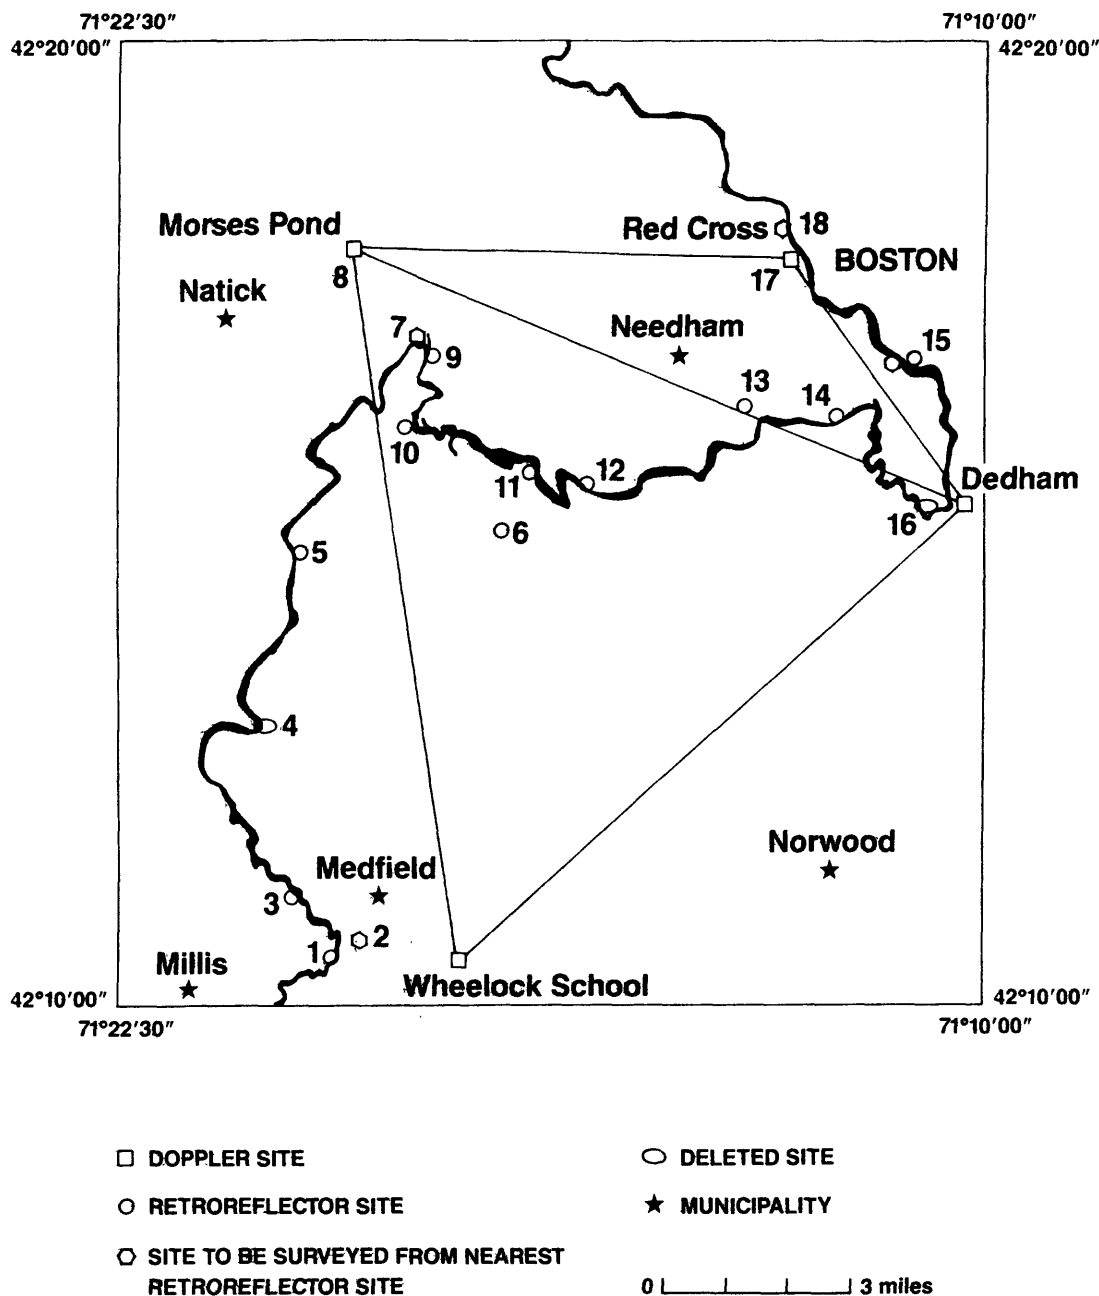 71°22′30″
71°10′00″
42°20′00″
42°20′00″
Morses Pond
Red Cross
18
8
17
BOSTON
Natick
7
Needham
9
15
13
14
10
11
12
Dedham
16
6
5
4
Norwood
Medfield
3
2
1
Millis
Wheelock School
42°10′00″
42°10′00″
71°22′30″
71°10′00″
DOPPLER SITE
DELETED SITE
RETROREFLECTOR SITE
MUNICIPALITY
SITE TO BE SURVEYED FROM NEAREST
RETROREFLECTOR SITE
0 3 miles